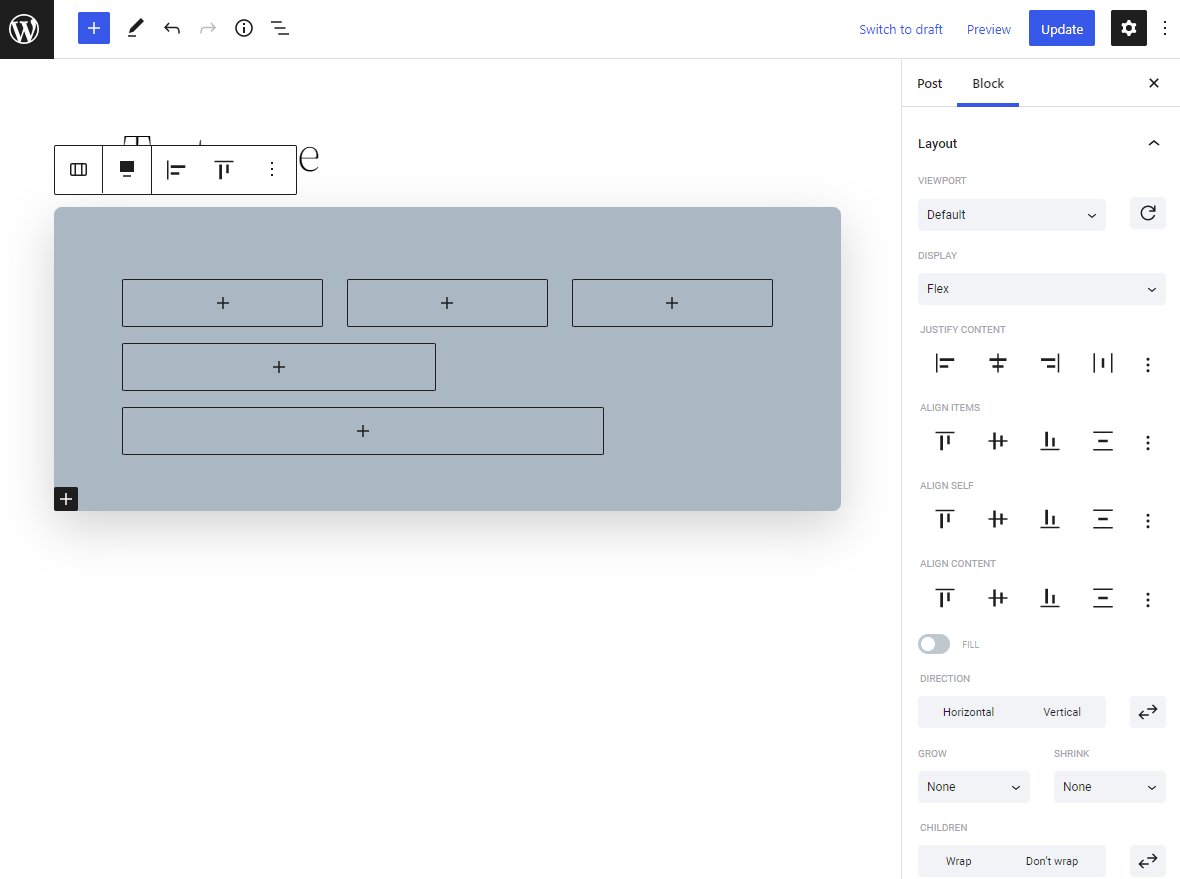 Switch to draft Preview Update
Post Block
Layout
VIEWPORT
Default
DISPLAY
Flex
JUSTIFY CONTENT
ALIGN ITEMS
ALIGN SELF
ALIGN CONTENT
FILL
DIRECTION
Horizontal Vertical
GROW SHRINK
None None
CHILDREN
Wrap Don't wrap